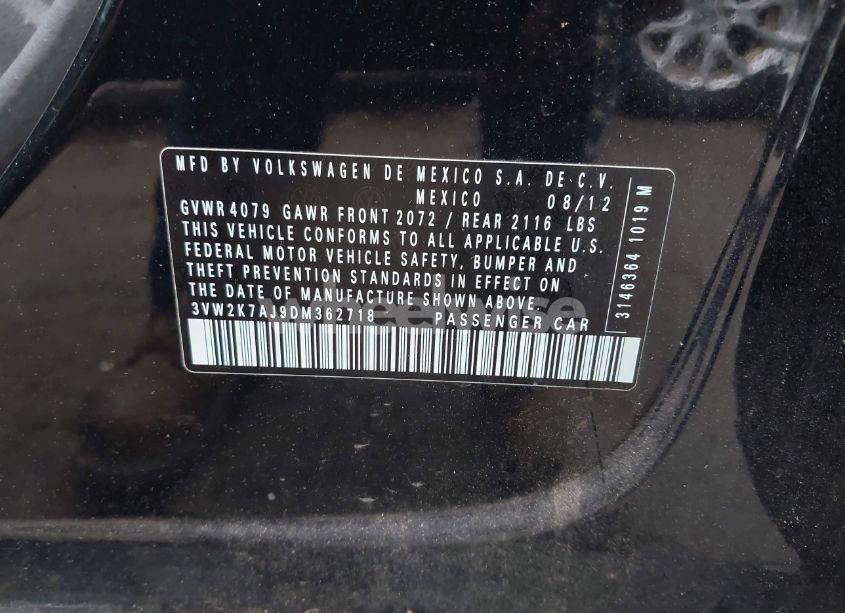 MFD BY VOLKSWAGEN DE MEXICO S.A. DE C.V.
MEXICO 08/12
GVWR 4079 GAWR FRONT 2072 / REAR 2116 LBS
THIS VEHICLE CONFORMS TO ALL APPLICABLE U.S.
FEDERAL MOTOR VEHICLE SAFETY, BUMPER AND
THEFT PREVENTION STANDARDS IN EFFECT ON
THE DATE OF MANUFACTURE SHOWN ABOVE.
3VW2K7AJ9DM362718 PASSENGER CAR
3146364 1019 M
wheelwise